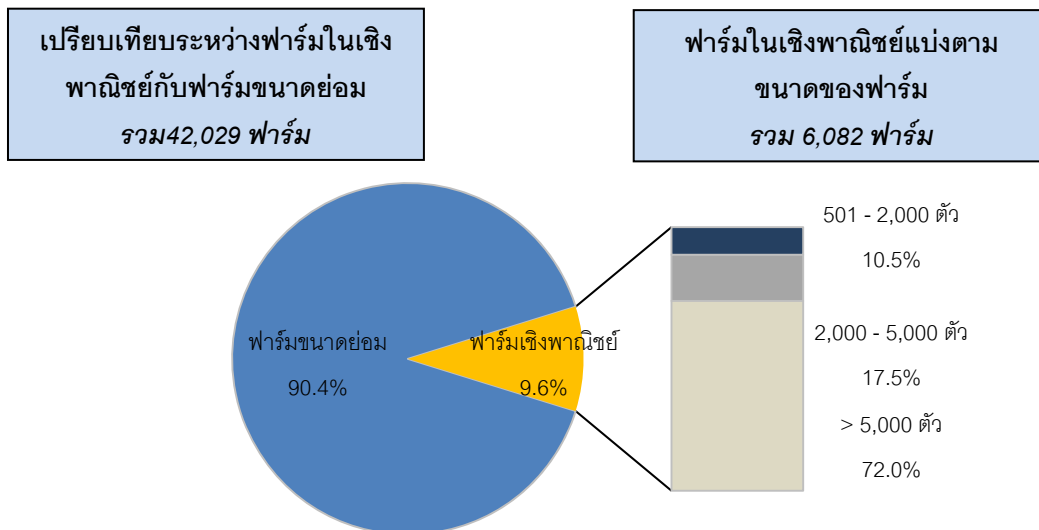 เปรียบเทียบระหว่างฟาร์มในเชิง
พาณิชย์กับฟาร์มขนาดย่อม
รวม42,029 ฟาร์ม
ฟาร์มในเชิงพาณิชย์แบ่งตาม
ขนาดของฟาร์ม
รวม 6,082 ฟาร์ม
ฟาร์มขนาดย่อม
90.4%
ฟาร์มเชิงพาณิชย์
9.6%
501 - 2,000 ตัว
10.5%
2,000 - 5,000 ตัว
17.5%
> 5,000 ตัว
72.0%